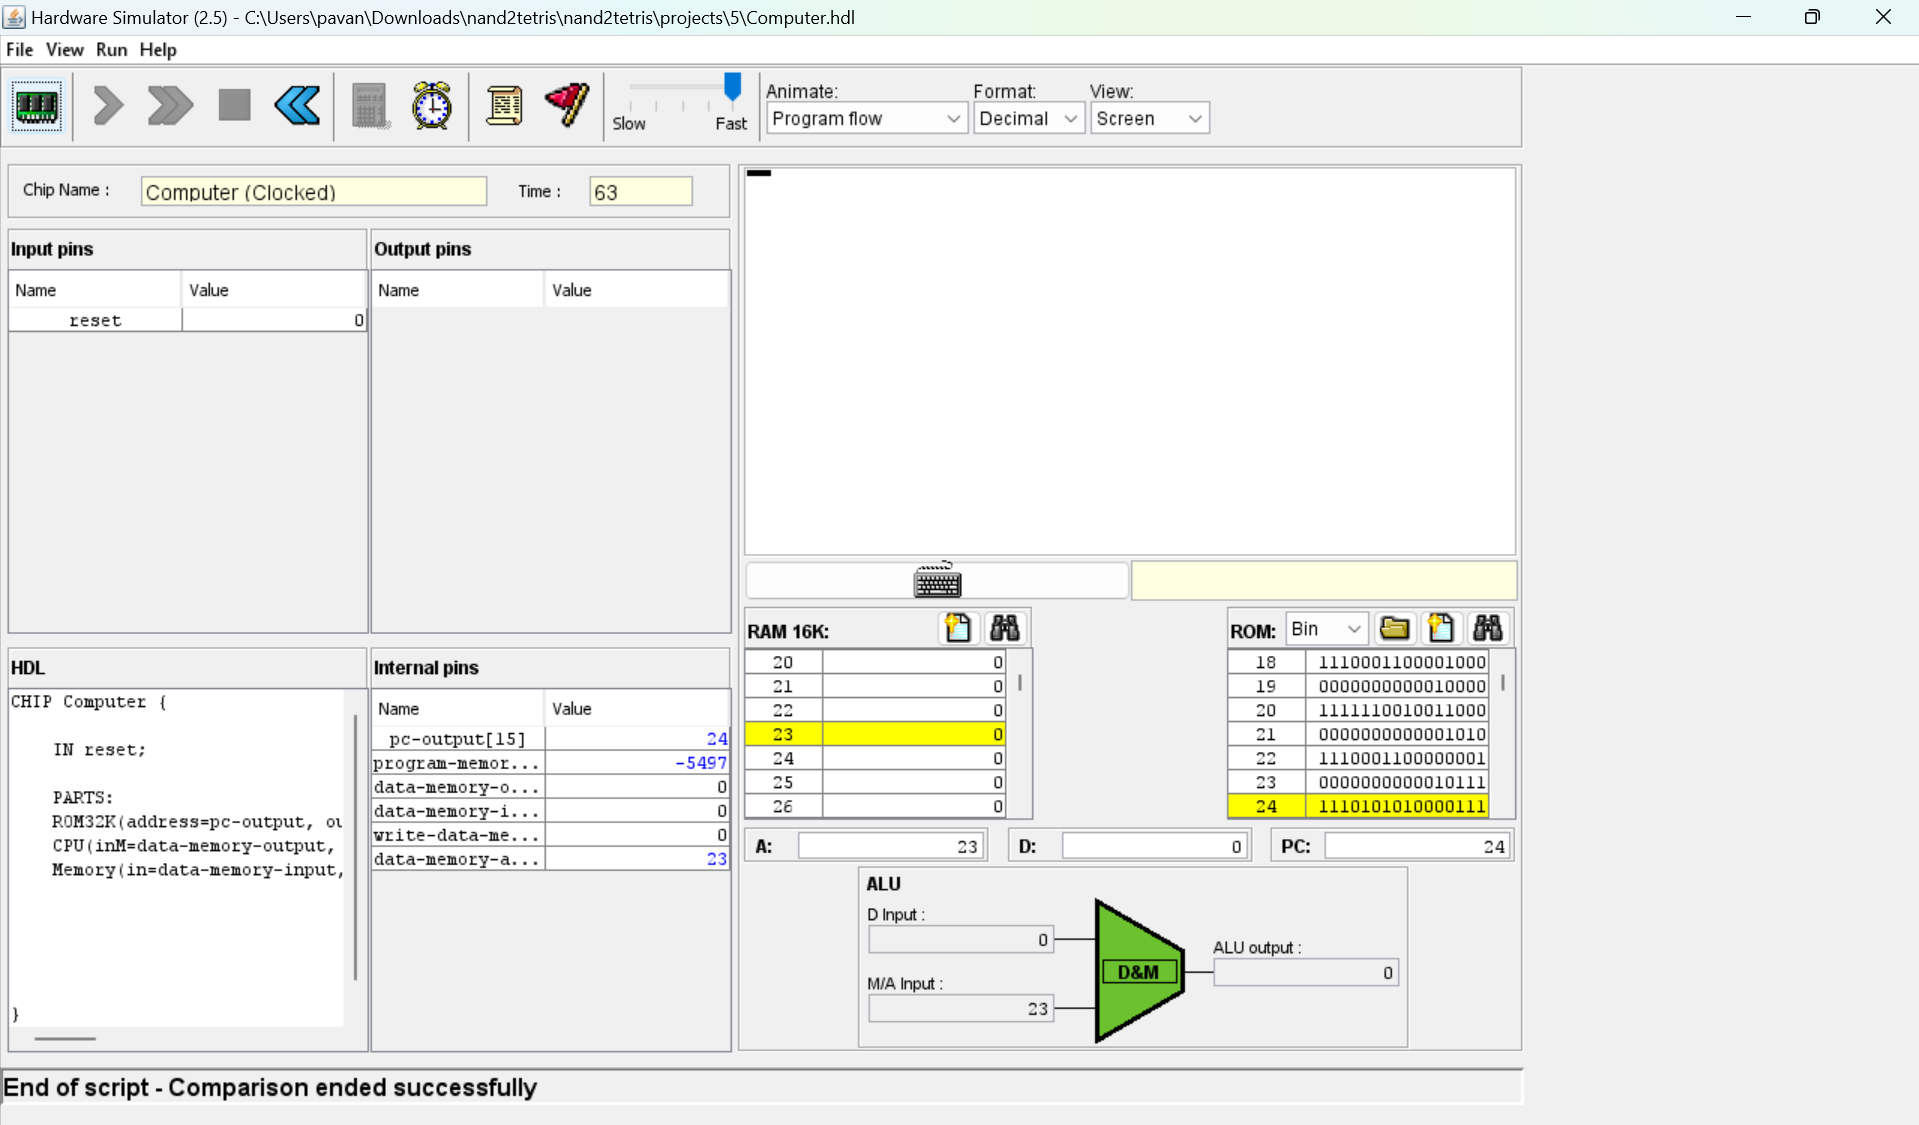 Hardware Simulator (2.5) - C:\Users\pavan\Downloads\nand2tetris\nand2tetris\projects\5\Computer.hdl
File View Run Help
Slow Fast
Animate: Format: View:
Program flow Decimal Screen
Chip Name : Computer (Clocked) Time : 63
Input pins
Name Value
reset 0
Output pins
Name Value
HDL
CHIP Computer {
IN reset;
PARTS:
ROM32K(address=pc-output, ou
CPU(inM=data-memory-output,
Memory(in=data-memory-input,
}
Internal pins
Name Value
pc-output[15] 24
program-memor... -5497
data-memory-o... 0
data-memory-i... 0
write-data-me... 0
data-memory-a... 23
RAM 16K:
20 0
21 0
22 0
23 0
24 0
25 0
26 0
ROM: Bin
18 1110001100001000
19 0000000000010000
20 1111110010011000
21 0000000000001010
22 1110001100000001
23 0000000000010111
24 1110101010000111
A: 23 D: 0 PC: 24
ALU
D Input :
0
M/A Input :
23
D&M
ALU output :
0
End of script - Comparison ended successfully